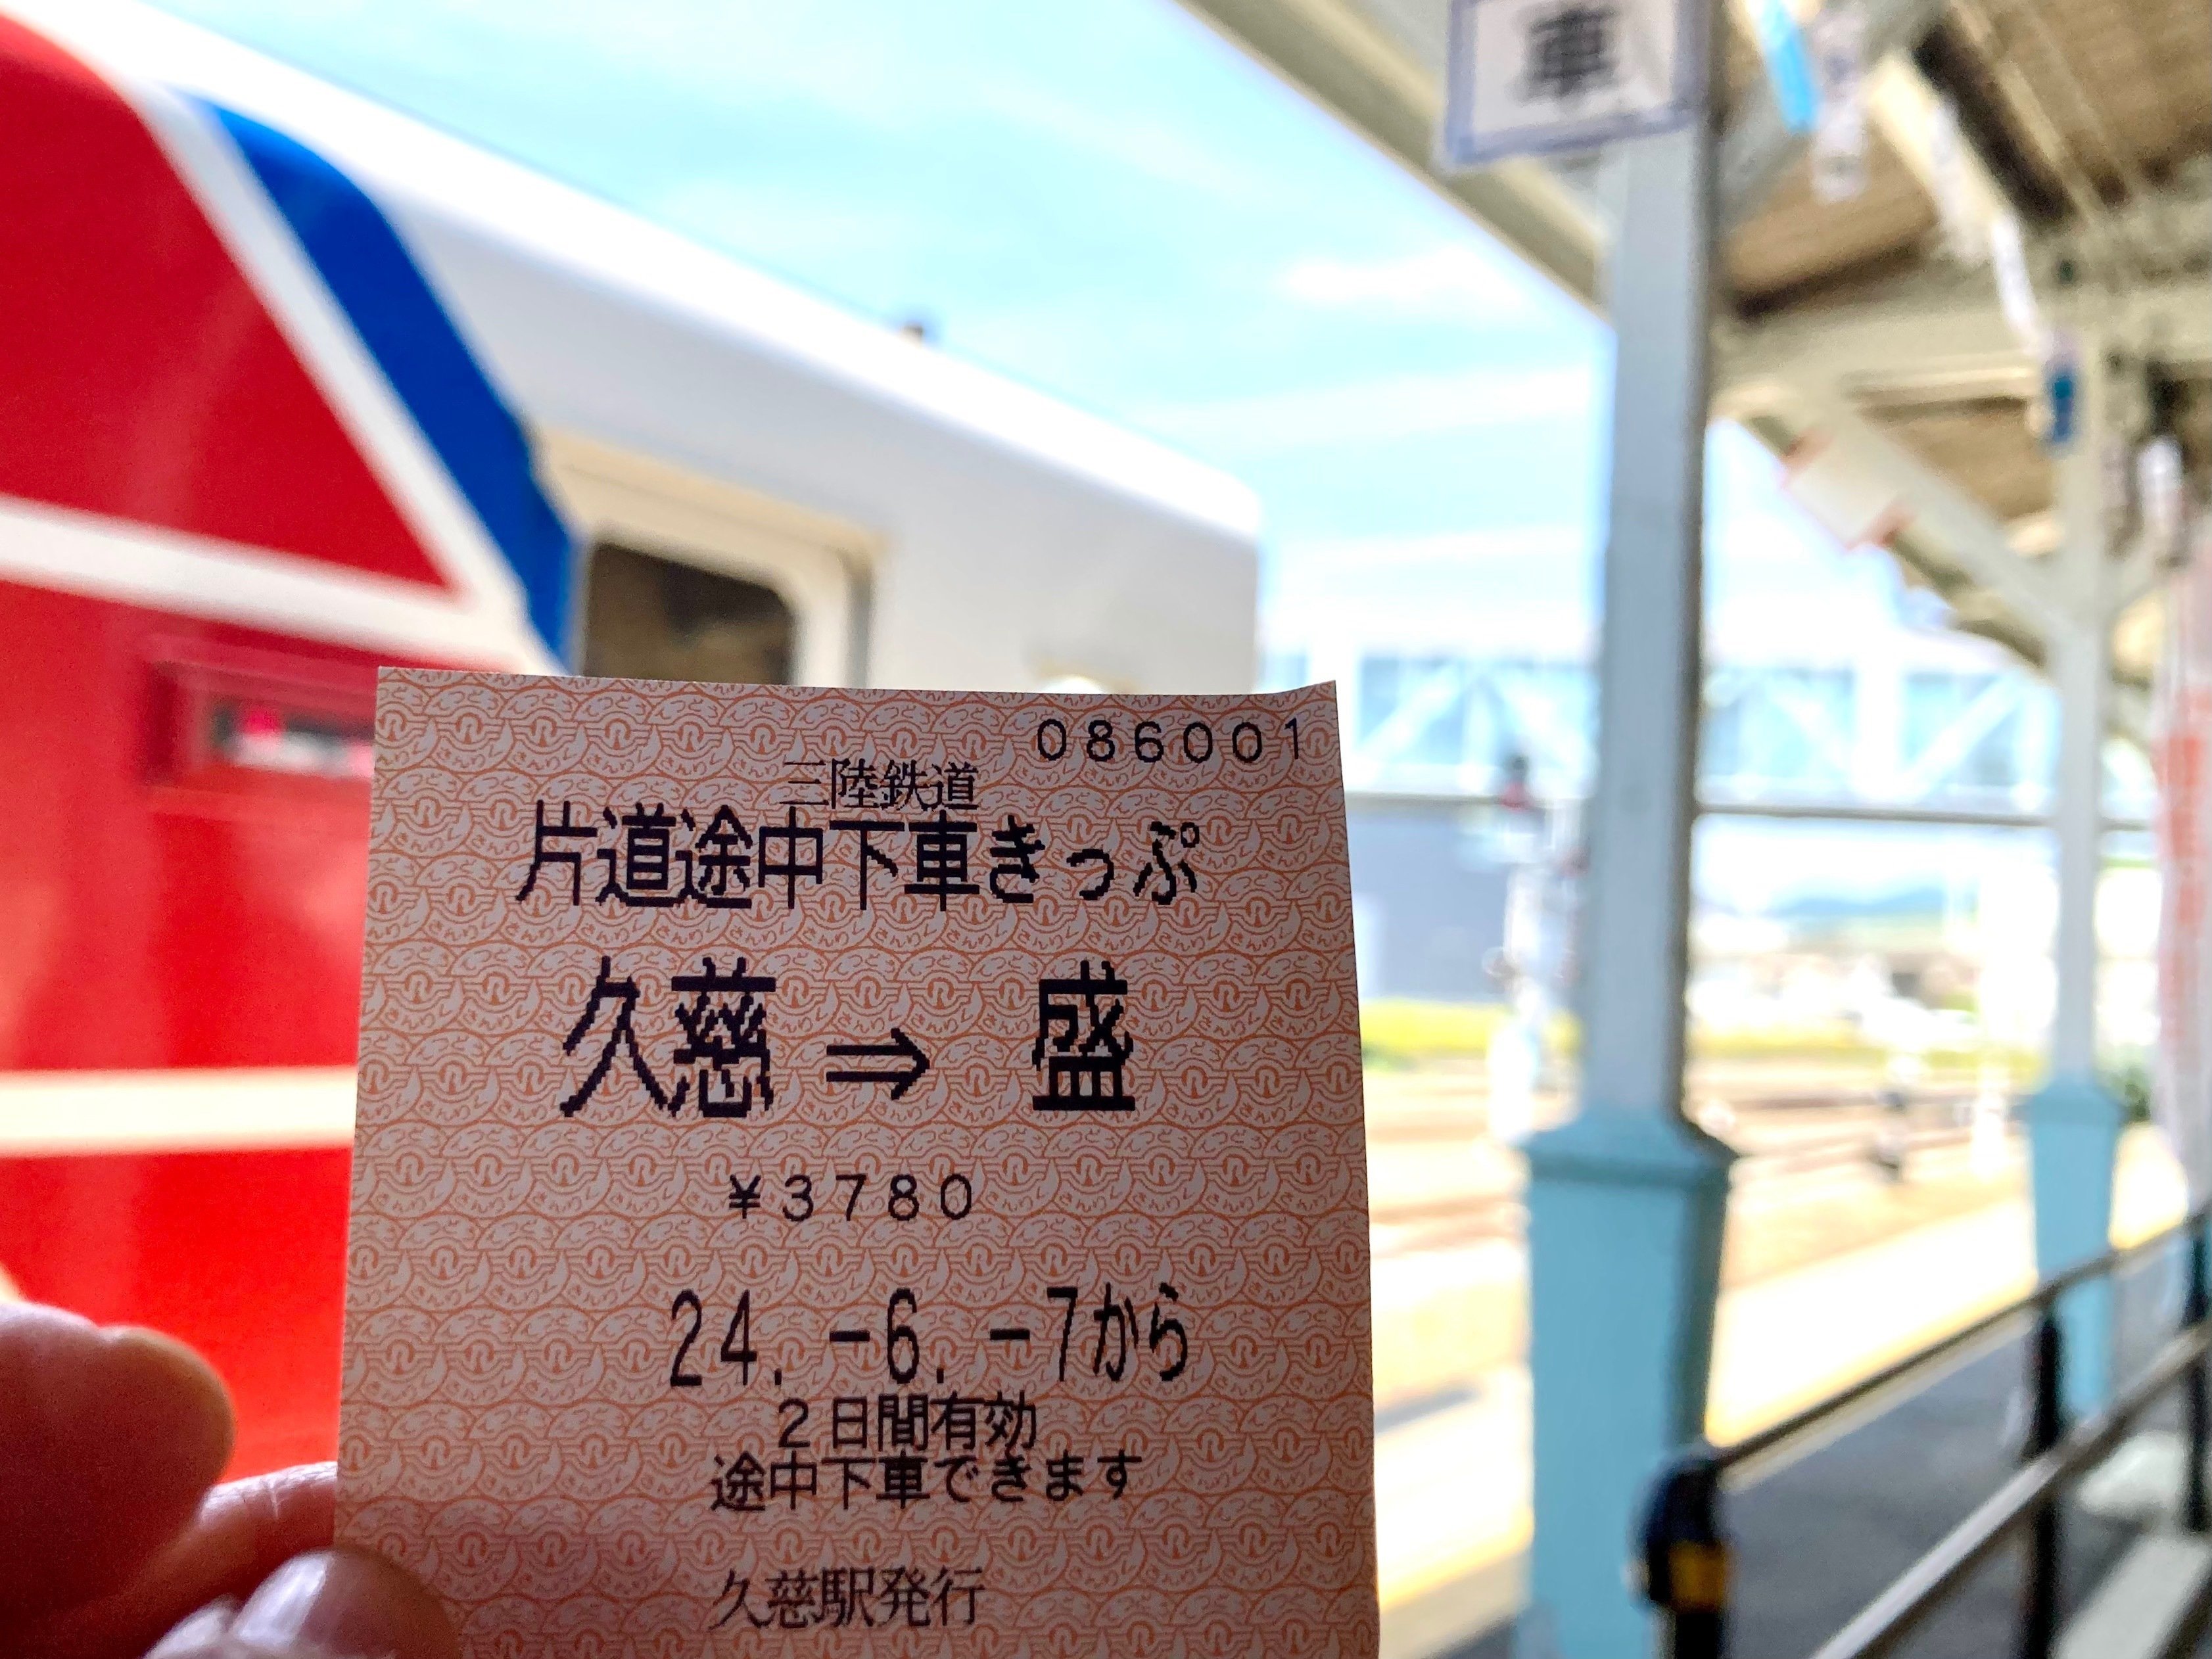 車
086001
三陸鉄道
片道途中下車きっぷ
久慈⇒ 盛
¥3780
24.-6.-7から
2日間有効
途中下車できます
久慈駅発行